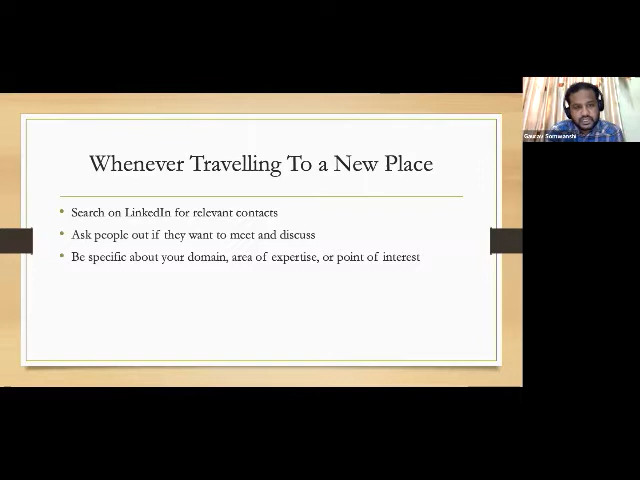 Whenever Travelling To a New Place
• Search on LinkedIn for relevant contacts
• Ask people out if they want to meet and discuss
• Be specific about your domain, area of expertise, or point of interest
Gaurav Somwanshi